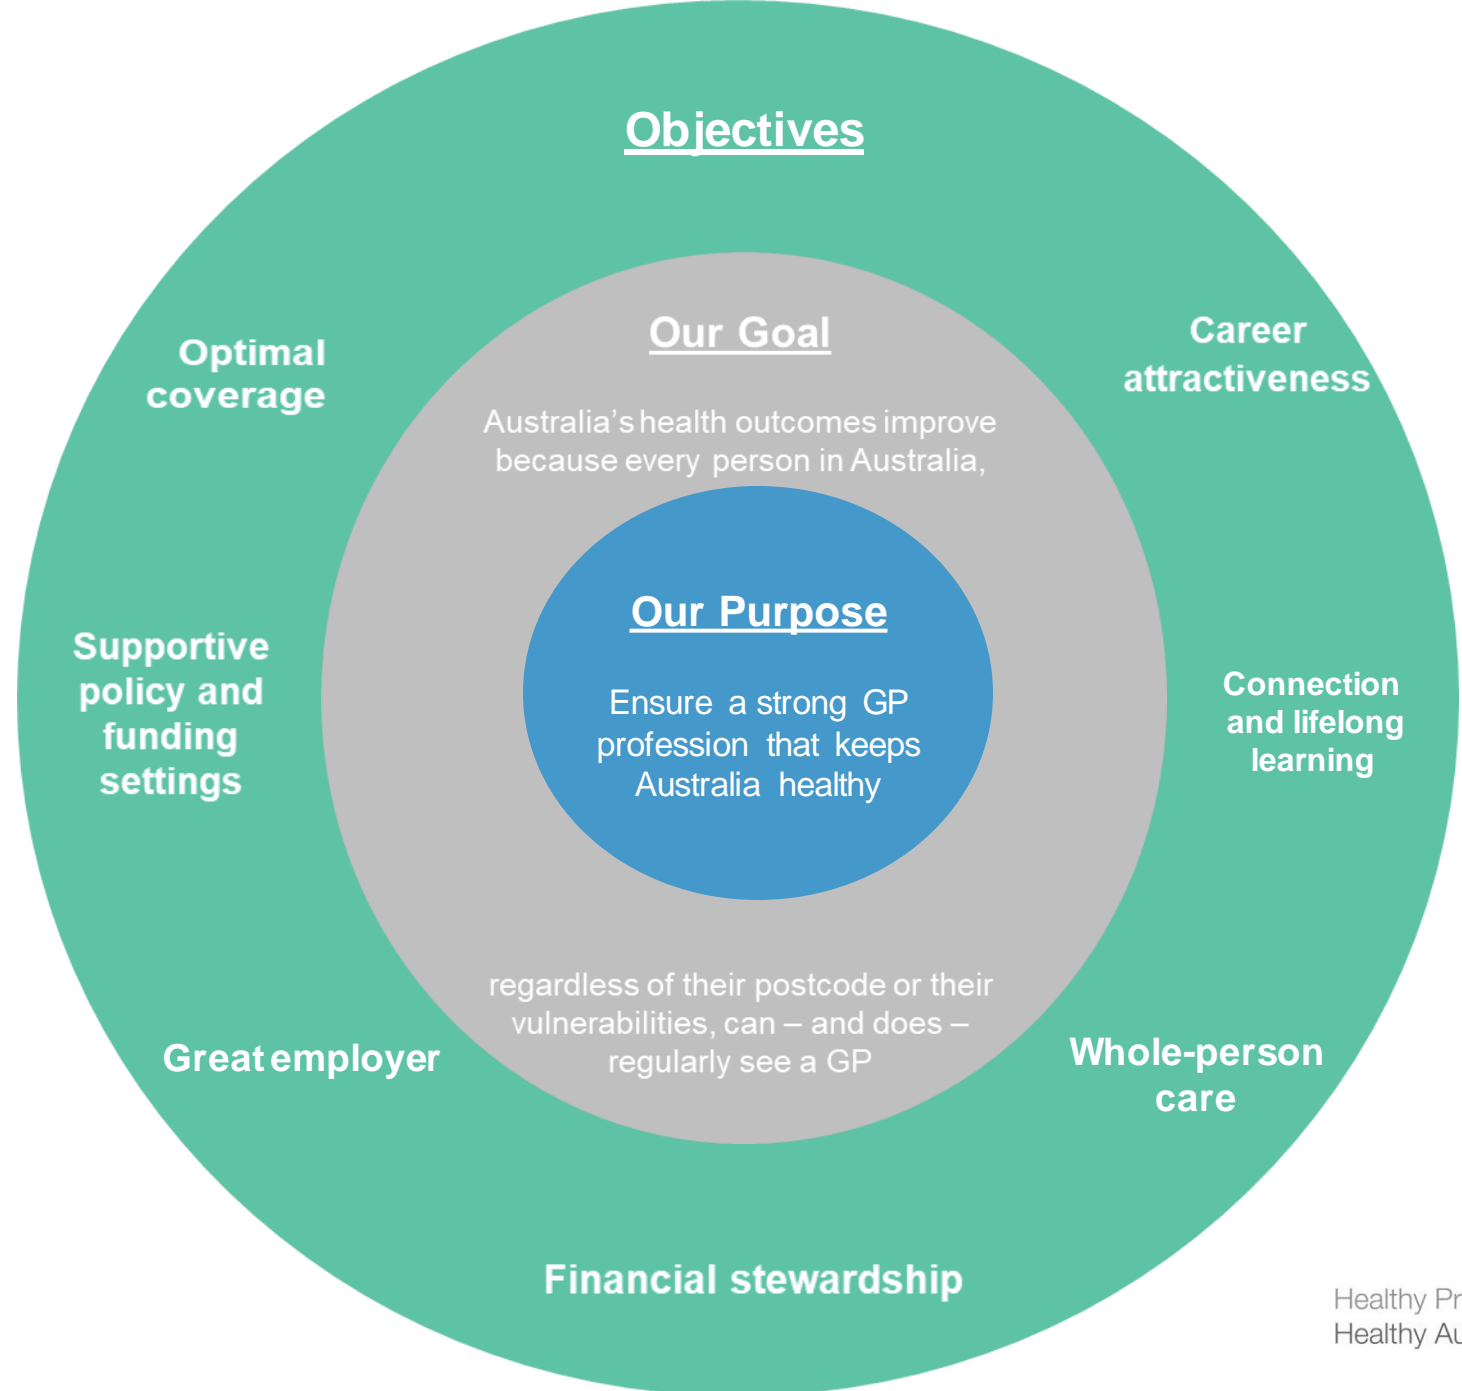 Objectives
Our Goal
Australia's health outcomes improve
because every person in Australia,
regardless of their postcode or their
vulnerabilities, can – and does –
regularly see a GP
Our Purpose
Ensure a strong GP
profession that keeps
Australia healthy
Career
attractiveness
Connection
and lifelong
learning
Whole-person
care
Financial stewardship
Great employer
Supportive
policy and
funding
settings
Optimal
coverage
Healthy Pr
Healthy Au